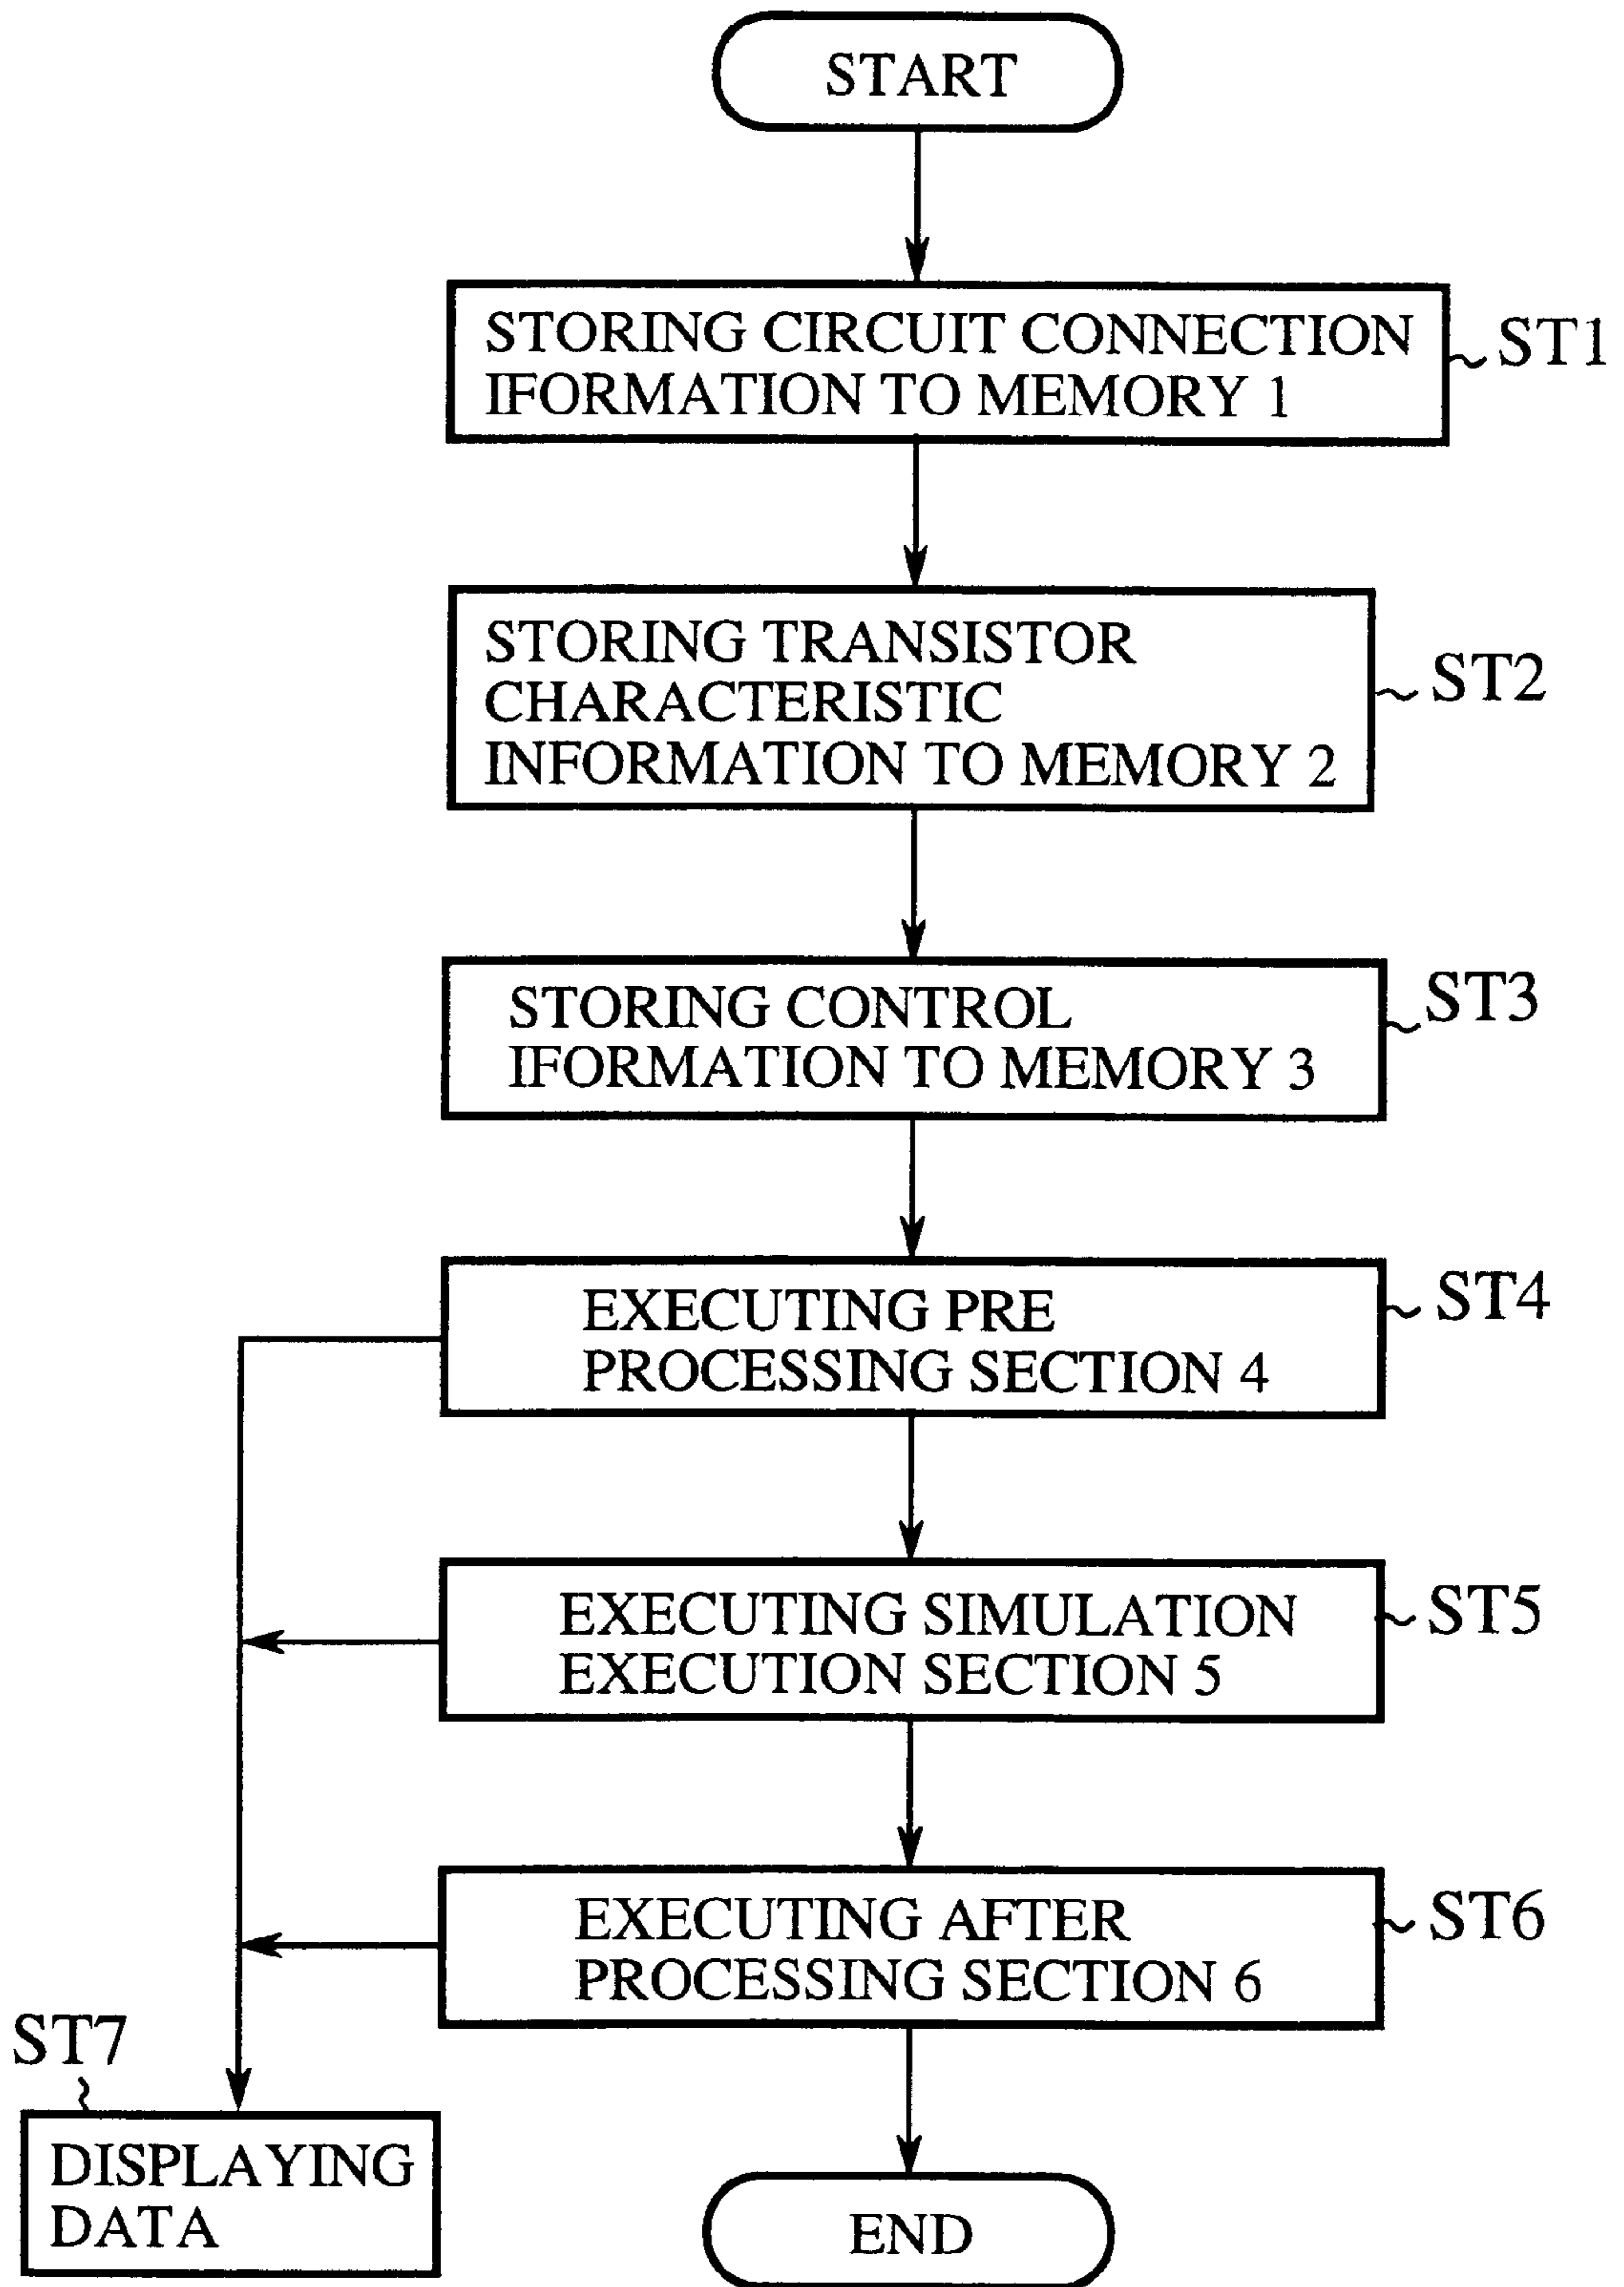 START
STORING CIRCUIT CONNECTION
IFORMATION TO MEMORY 1
ST1
STORING TRANSISTOR
CHARACTERISTIC
INFORMATION TO MEMORY 2
ST2
STORING CONTROL
IFORMATION TO MEMORY 3
ST3
EXECUTING PRE
PROCESSING SECTION 4
ST4
EXECUTING SIMULATION
EXECUTION SECTION 5
ST5
EXECUTING AFTER
PROCESSING SECTION 6
ST6
ST7
DISPLAYING
DATA
END